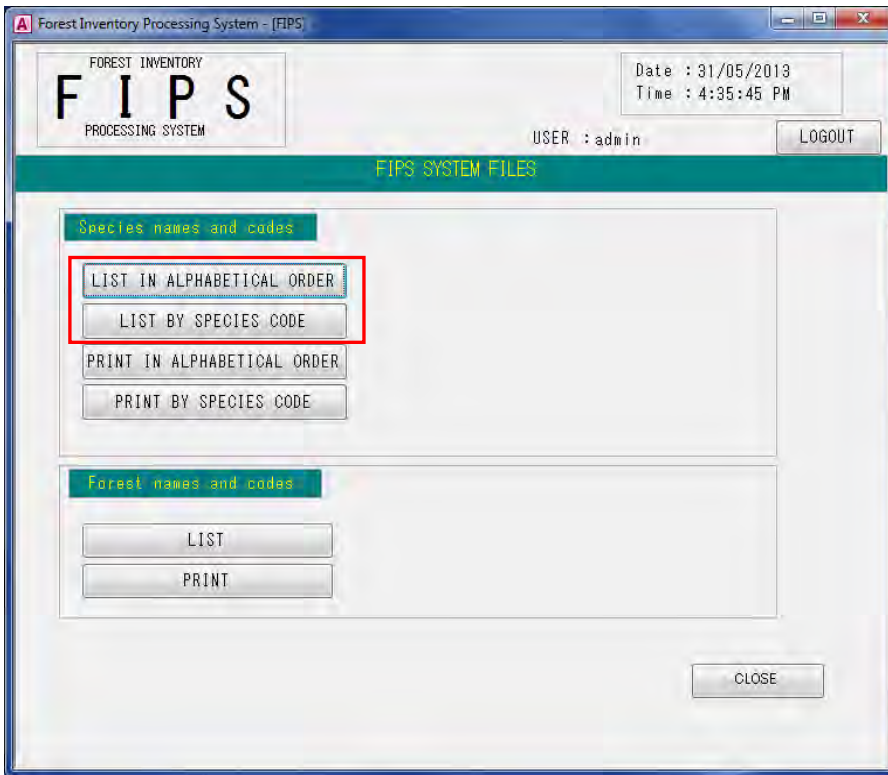 Forest Inventory Processing System - [FIPS]
FOREST INVENTORY
F I P S
PROCESSING SYSTEM
Date : 31/05/2013
Time : 4:35:45 PM
USER : admin
LOGOUT
FIPS SYSTEM FILES
Species names and codes
LIST IN ALPHABETICAL ORDER
LIST BY SPECIES CODE
PRINT IN ALPHABETICAL ORDER
PRINT BY SPECIES CODE
Forest names and codes
LIST
PRINT
CLOSE